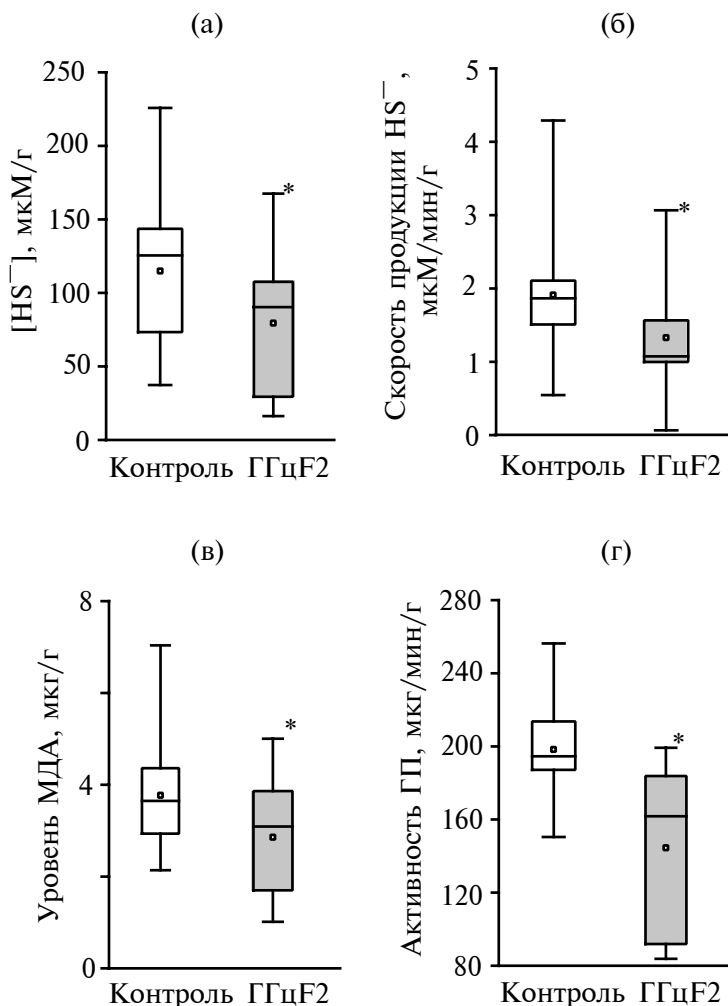 (а)
250
200
150
100
50
0
[HS¯], мкМ/г
*
Контроль ГГцF2
(б)
5
4
3
2
1
0
Скорость продукции HS¯,
мкМ/мин/г
*
Контроль ГГцF2
(в)
8
4
0
Уровень МДА, мкг/г
*
Контроль ГГцF2
(г)
280
240
200
160
120
80
Активность ГП, мкг/мин/г
*
Контроль ГГцF2